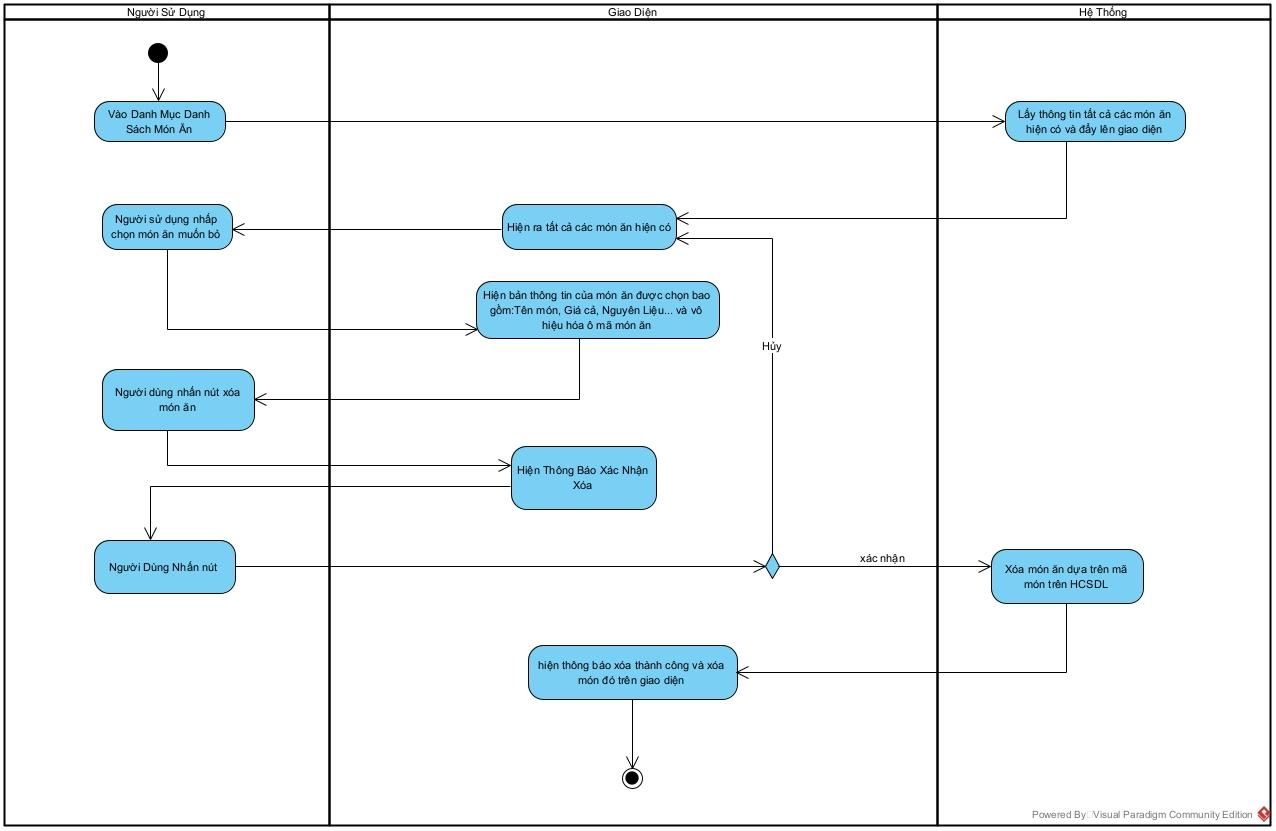 Người Sử Dụng
Giao Diện
Hệ Thống
Vào Danh Mục Danh
Sách Món Ăn
Lấy thông tin tất cả các món ăn
hiện có và đẩy lên giao diện
Người sử dụng nhấp
chọn món ăn muốn bỏ
Hiện ra tất cả các món ăn hiện có
Hiện bản thông tin của món ăn được chọn bao
gồm:Tên món, Giá cả, Nguyên Liệu... và vô
hiệu hóa ô mã món ăn
Hủy
Người dùng nhấn nút xóa
món ăn
Hiện Thông Báo Xác Nhận
Xóa
Người Dùng Nhấn nút
xác nhận
Xóa món ăn dựa trên mã
món trên HCSDL
hiện thông báo xóa thành công và xóa
món đó trên giao diện
Powered By Visual Paradigm Community Edition